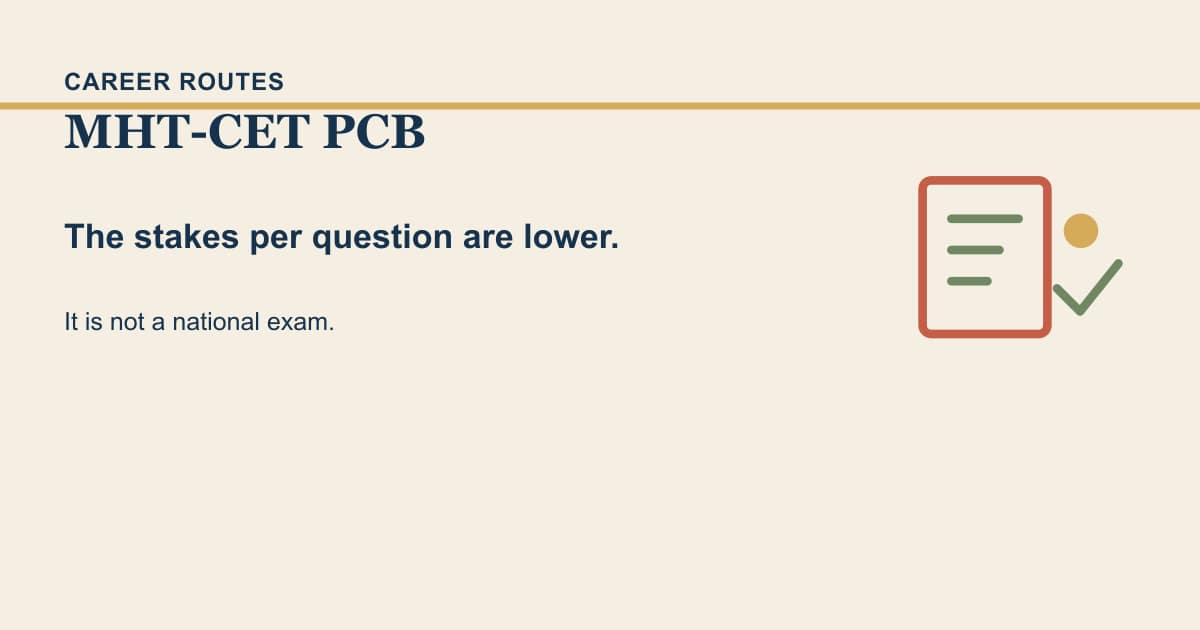 CAREER ROUTES
MHT-CET PCB
The stakes per question are lower.
It is not a national exam.